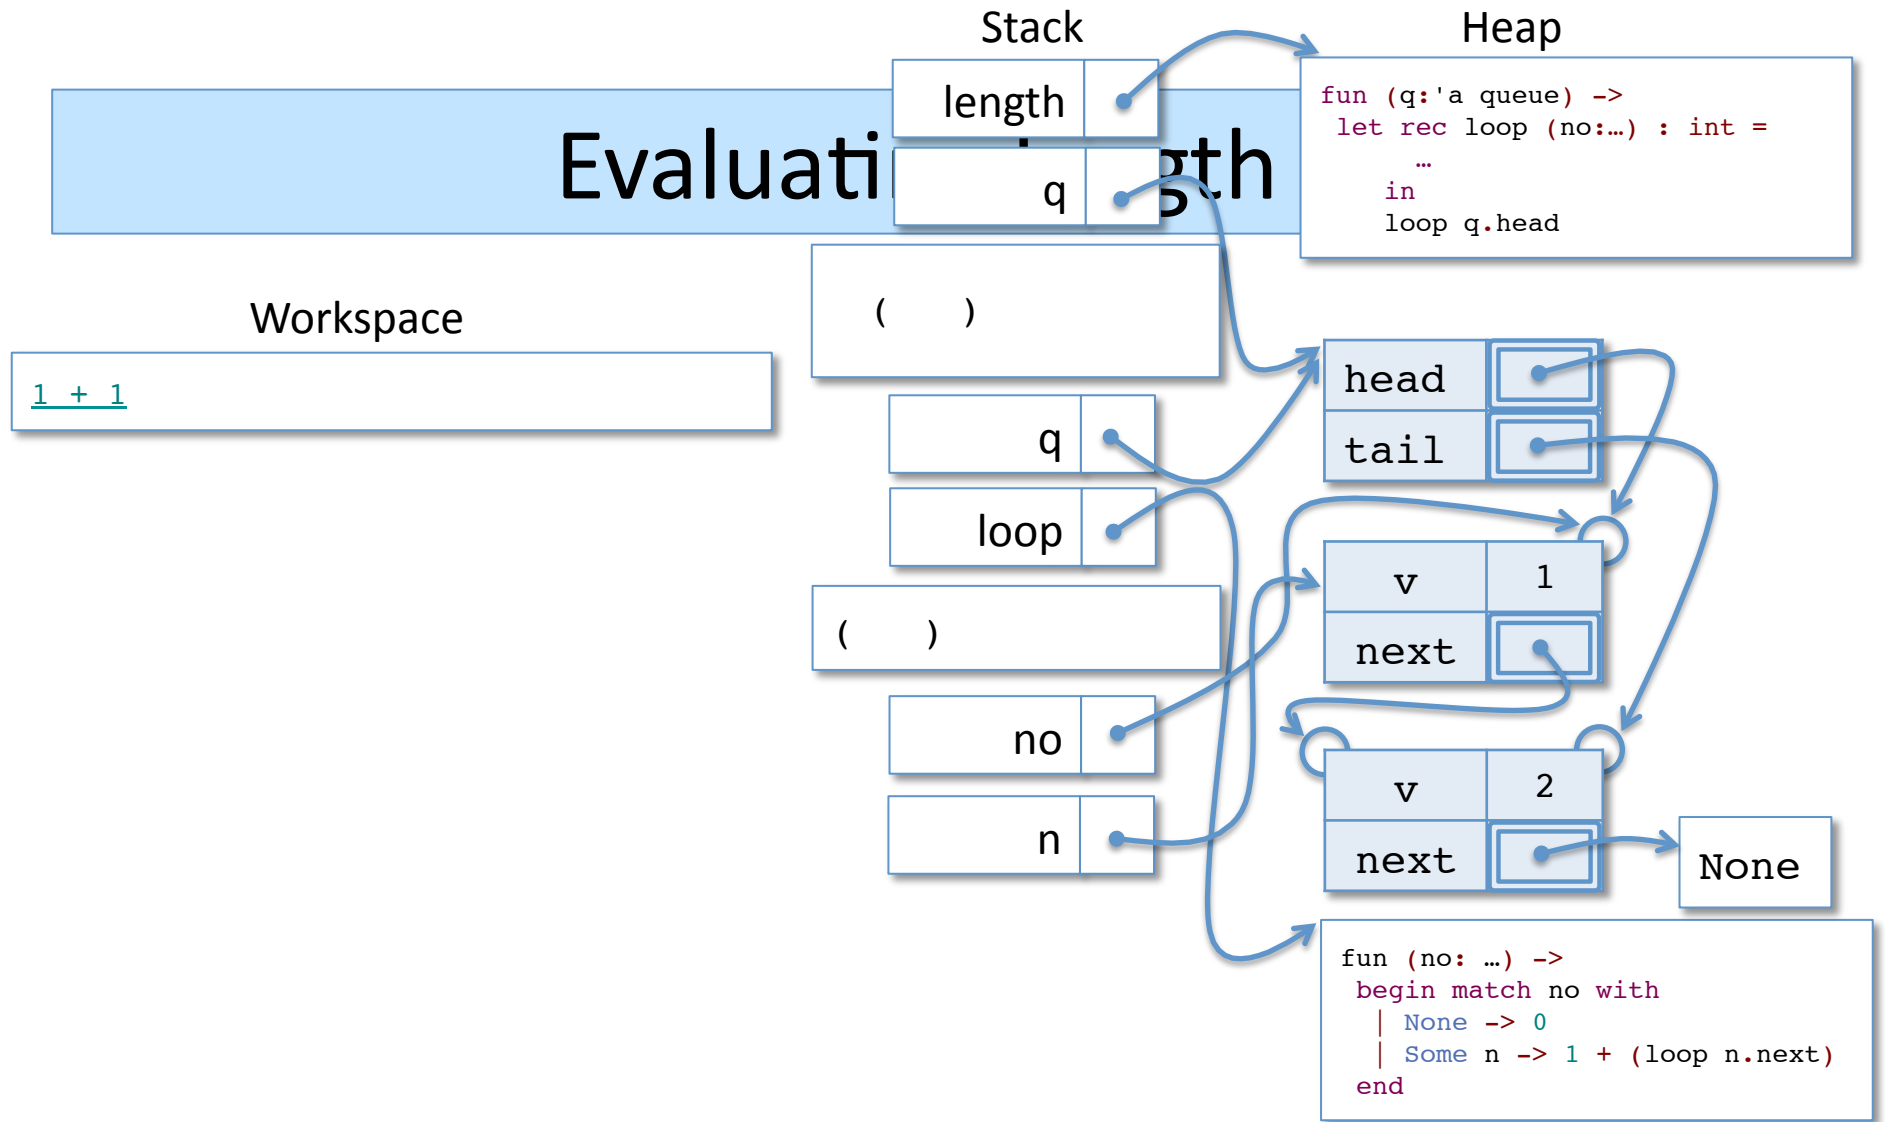 Stack
Heap
length
Evaluating length
q
fun (q:'a queue) ->
let rec loop (no:…) : int =
…
in
loop q.head
( )
Workspace
1 + 1
head
tail
q
loop
v 1
next
( )
no
n
v 2
next
None
fun (no: …) ->
begin match no with
| None -> 0
| Some n -> 1 + (loop n.next)
end